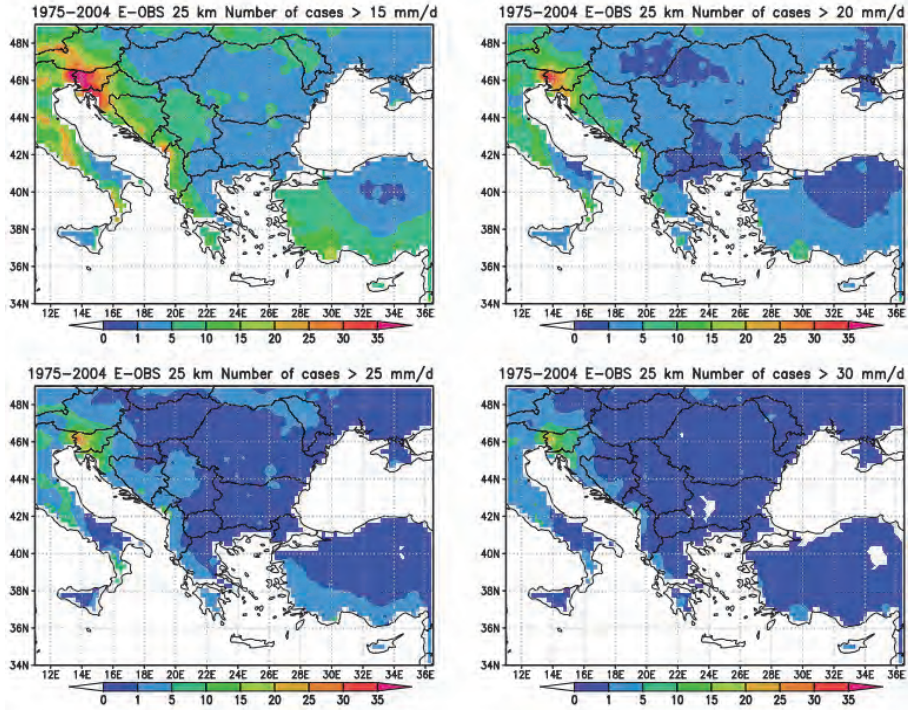 1975-2004 E-OBS 25 km Number of cases > 15 mm/d
48N
46N
44N
42N
40N
38N
36N
34N
12E 14E 16E 18E 20E 22E 24E 26E 28E 30E 32E 34E 36E
0 1 5 10 15 20 25 30 35
1975-2004 E-OBS 25 km Number of cases > 20 mm/d
48N
46N
44N
42N
40N
38N
36N
34N
12E 14E 16E 18E 20E 22E 24E 26E 28E 30E 32E 34E 36E
0 1 5 10 15 20 25 30 35
1975-2004 E-OBS 25 km Number of cases > 25 mm/d
48N
46N
44N
42N
40N
38N
36N
34N
12E 14E 16E 18E 20E 22E 24E 26E 28E 30E 32E 34E 36E
0 1 5 10 15 20 25 30 35
1975-2004 E-OBS 25 km Number of cases > 30 mm/d
48N
46N
44N
42N
40N
38N
36N
34N
12E 14E 16E 18E 20E 22E 24E 26E 28E 30E 32E 34E 36E
0 1 5 10 15 20 25 30 35